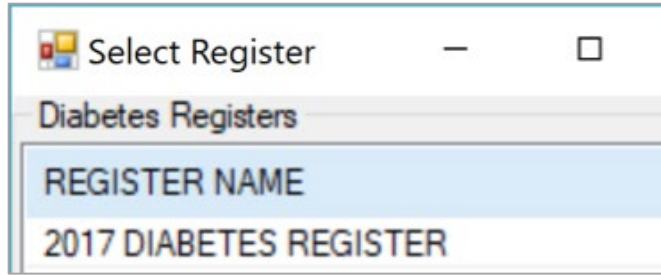 Select Register
Diabetes Registers
REGISTER NAME
2017 DIABETES REGISTER